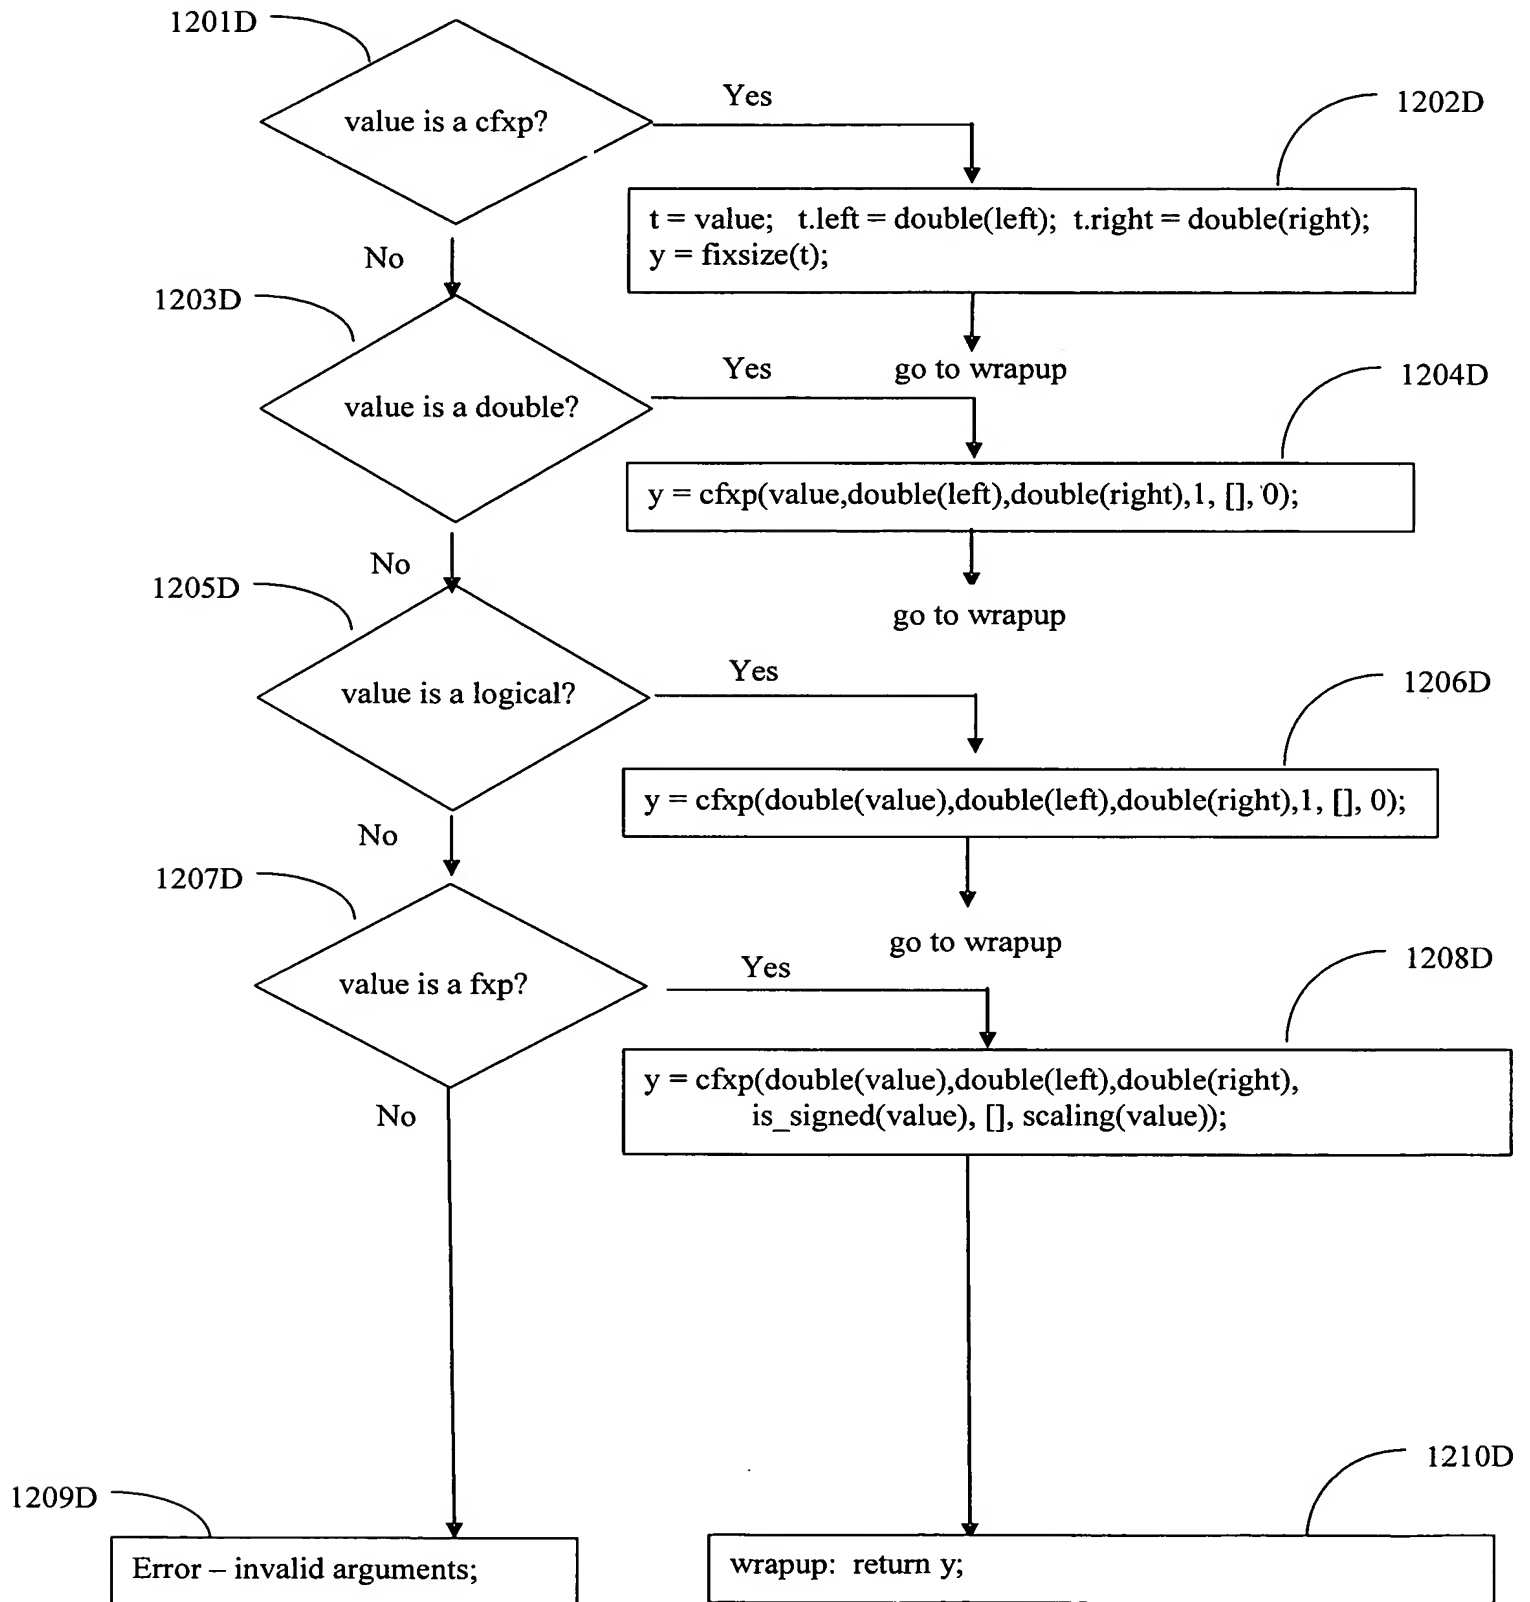 1201D
value is a cfxp?
Yes
1202D
t = value; t.left = double(left); t.right = double(right);
y = fixsize(t);
No
1203D
go to wrapup
Yes
1204D
value is a double?
y = cfxp(value,double(left),double(right),1, [], 0);
No
1205D
go to wrapup
Yes
1206D
value is a logical?
y = cfxp(double(value),double(left),double(right),1, [], 0);
No
1207D
go to wrapup
Yes
1208D
value is a fxp?
y = cfxp(double(value),double(left),double(right),
is_signed(value), [], scaling(value));
No
1209D
1210D
Error – invalid arguments;
wrapup: return y;